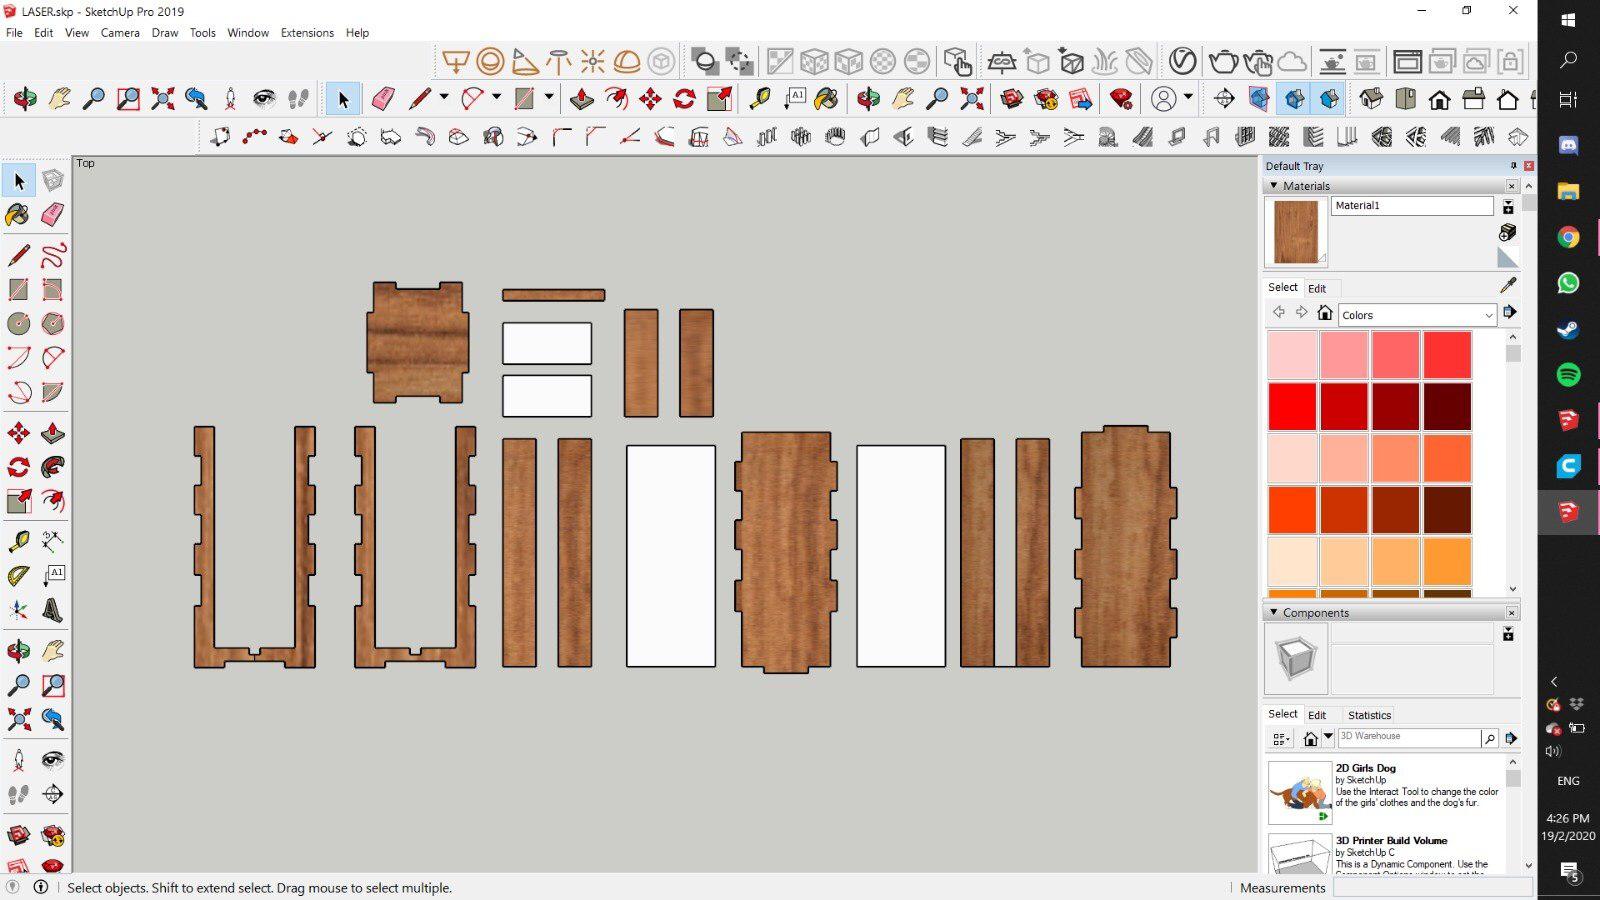 LASER.skp - SketchUp Pro 2019
File Edit View Camera Draw Tools Window Extensions Help
A1
Top
Default Tray
Materials
Material1
Select Edit
Colors
A1
Components
Select Edit Statistics
3D Warehouse
2D Girls Dog
by SketchUp
Use the Interact Tool to change the color
of the girls' clothes and the dog's fur.
3D Printer Build Volume
by SketchUp C
This is a Dynamic Component. Use the
ENG
4:26 PM
19/2/2020
5
Select objects. Shift to extend select. Drag mouse to select multiple.
Measurements